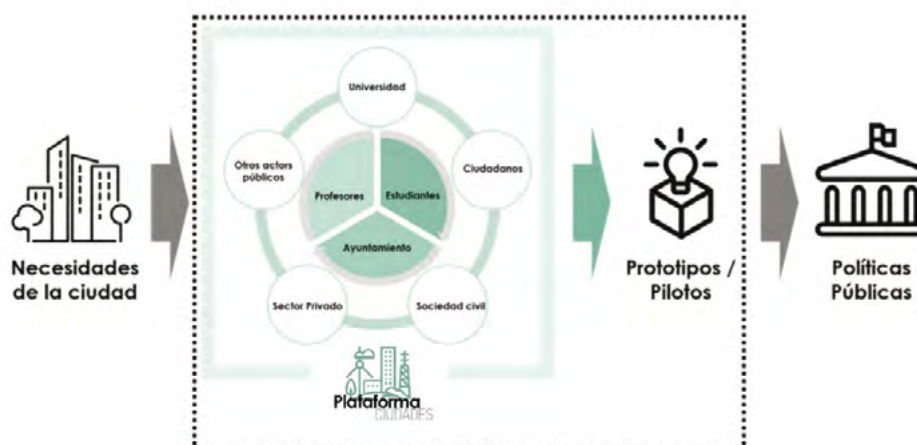 Necesidades
de la ciudad
Universidad
Otros actors
públicos
Ciudadanos
Profesores
Estudiantes
Ayuntamiento
Sector Privado
Sociedad civil
Plataforma
CIUDADES
Prototipos /
Pilotos
Políticas
Públicas